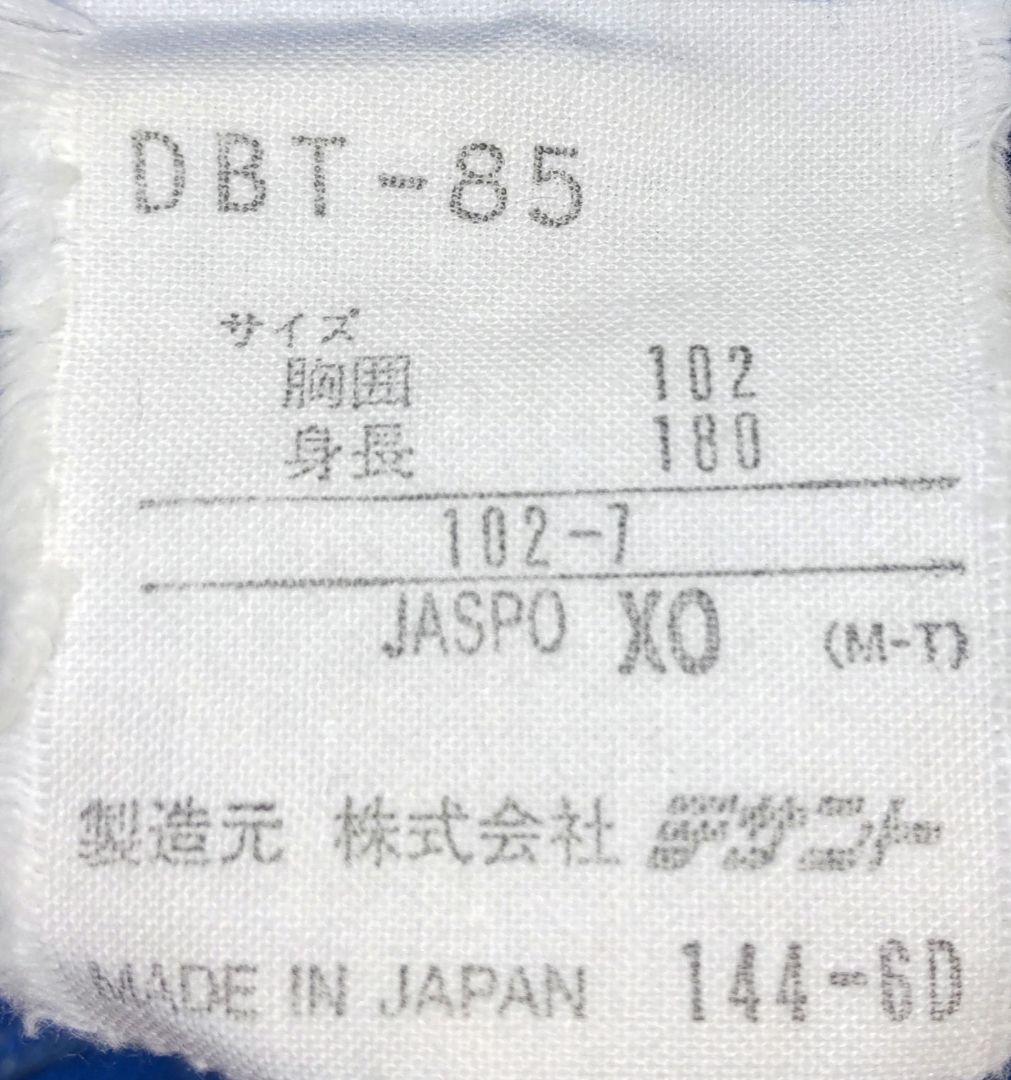 DBT-85
サイズ
胸囲 102
身長 180
102-7
JASPO XO (M-T)
製造元 株式会社 デサント
MADE IN JAPAN 144-6D